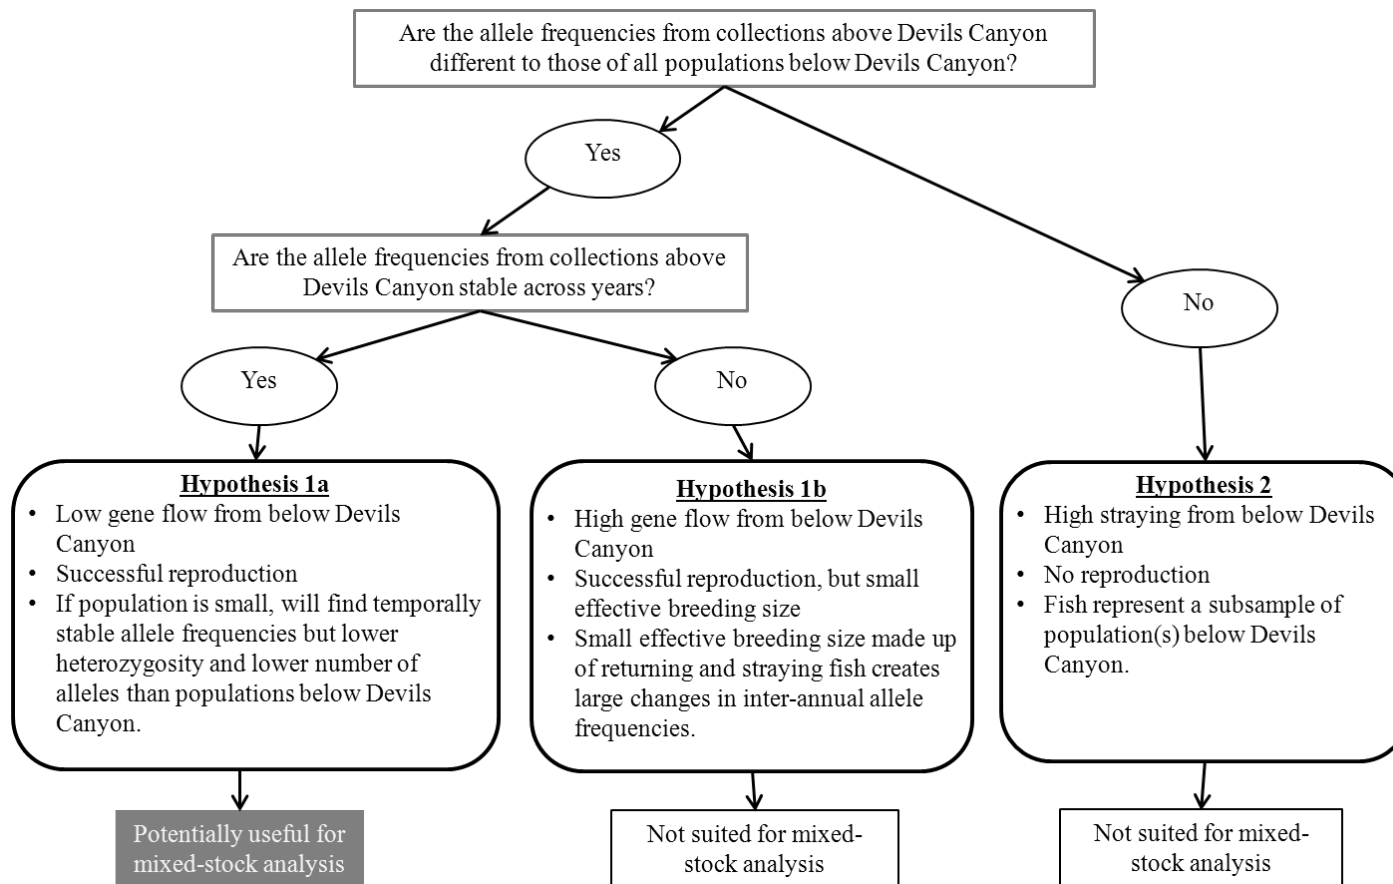 Are the allele frequencies from collections above Devils Canyon
different to those of all populations below Devils Canyon?
Yes
Are the allele frequencies from collections above
Devils Canyon stable across years?
No
Yes
No
Hypothesis 1a
• Low gene flow from below Devils
Canyon
• Successful reproduction
• If population is small, will find temporally
stable allele frequencies but lower
heterozygosity and lower number of
alleles than populations below Devils
Canyon.
Hypothesis 1b
• High gene flow from below Devils
Canyon
• Successful reproduction, but small
effective breeding size
• Small effective breeding size made up
of returning and straying fish creates
large changes in inter-annual allele
frequencies.
Hypothesis 2
• High straying from below Devils
Canyon
• No reproduction
• Fish represent a subsample of
population(s) below Devils
Canyon.
Potentially useful for
mixed-stock analysis
Not suited for mixed-
stock analysis
Not suited for mixed-
stock analysis